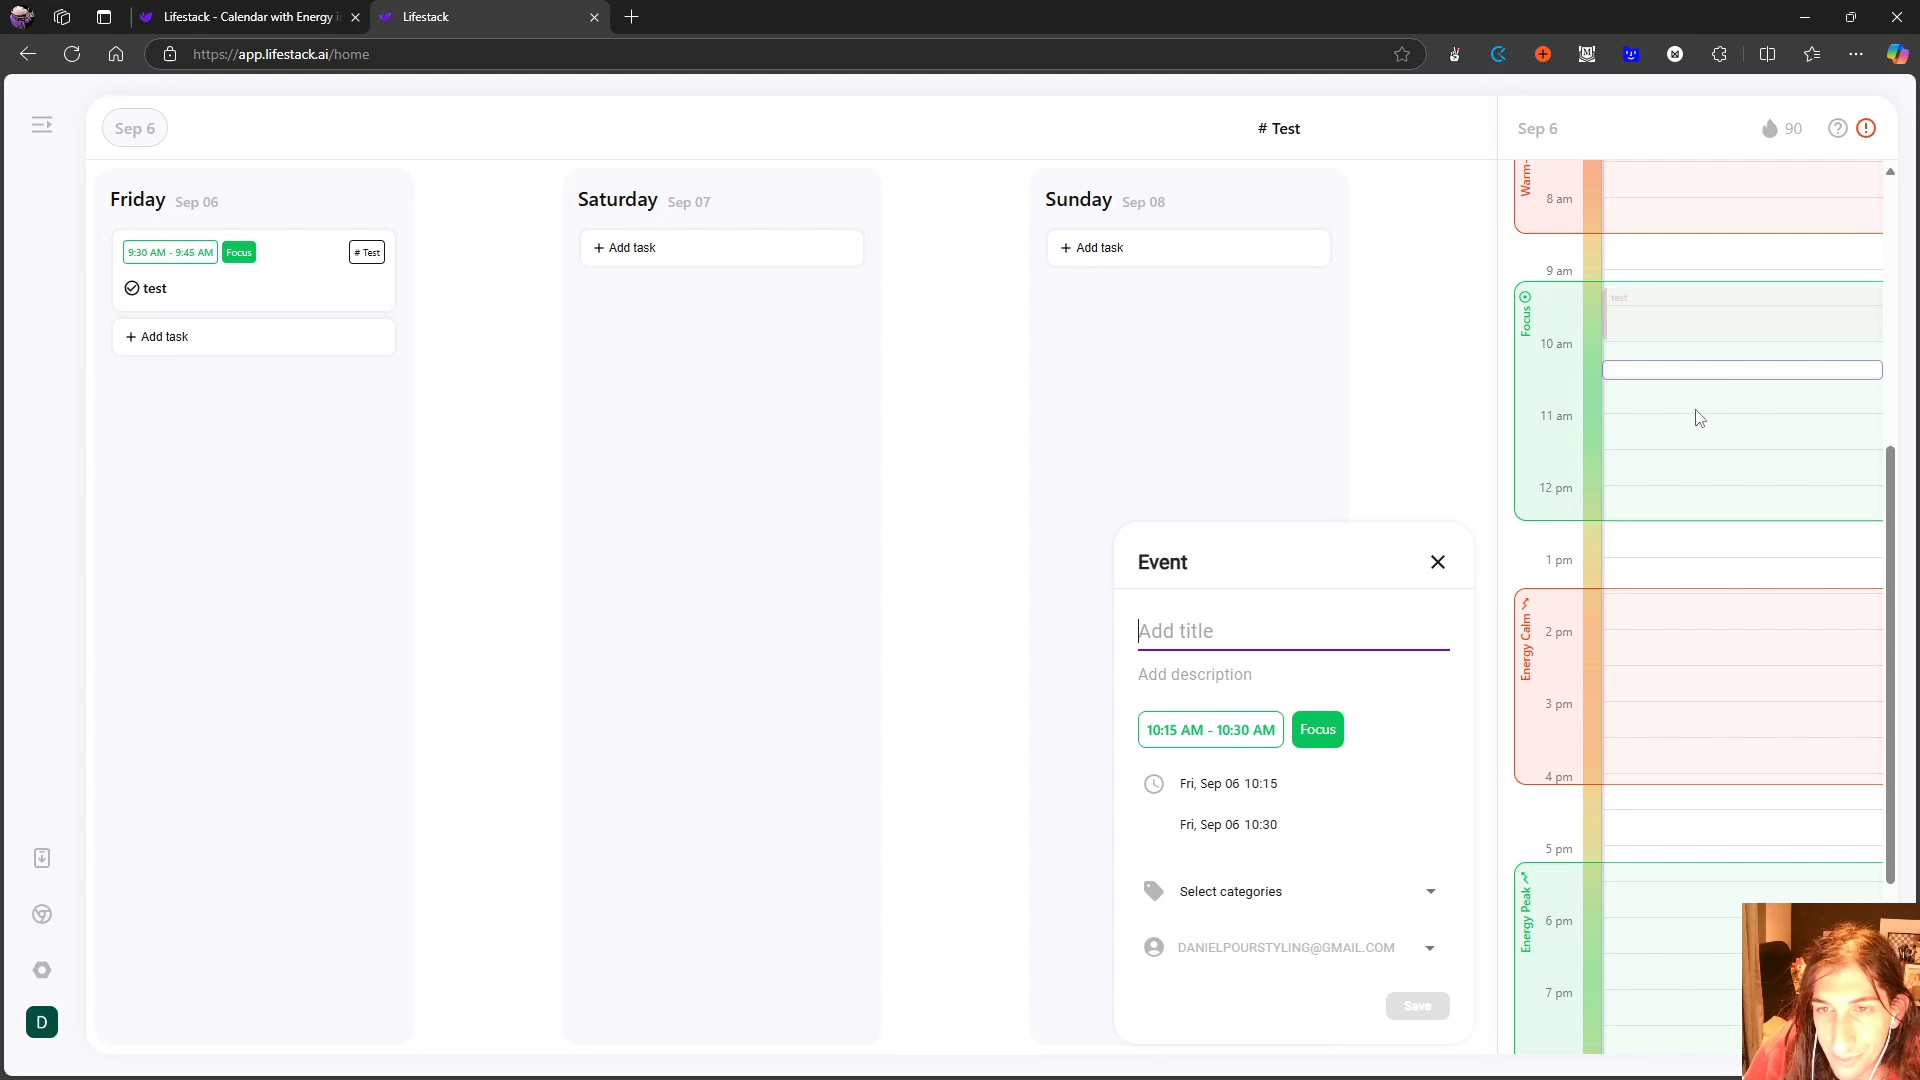 Lifestack - Calendar with Energy i
Lifestack
https://app.lifestack.ai/home
Sep 6
# Test
Sep 6
90
Friday Sep 06
9:30 AM - 9:45 AM
Focus
# Test
test
+ Add task
Saturday Sep 07
+ Add task
Sunday Sep 08
+ Add task
Event
Add title
Add description
10:15 AM - 10:30 AM
Focus
Fri, Sep 06 10:15
Fri, Sep 06 10:30
Select categories
DANIELPOURSTYLING@GMAIL.COM
Save
Warm-
8 am
9 am
Focus
test
10 am
11 am
12 pm
1 pm
Energy Calm
2 pm
3 pm
4 pm
5 pm
Energy Peak
6 pm
7 pm
D